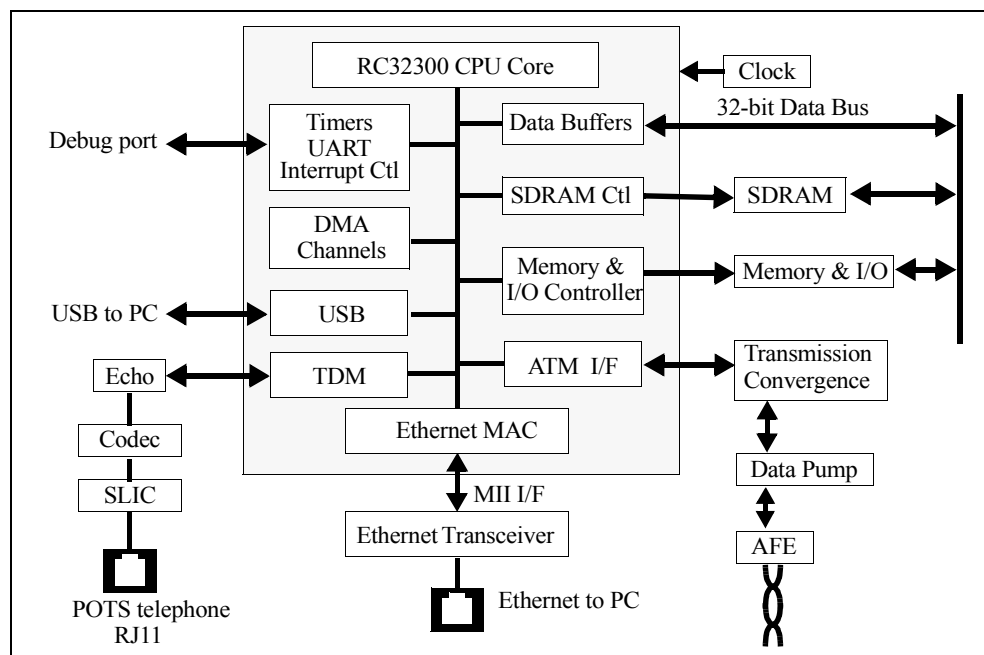 RC32300 CPU Core
Clock
32-bit Data Bus
Debug port
Timers
UART
Interrupt Ctl
Data Buffers
SDRAM Ctl
SDRAM
DMA
Channels
Memory &
I/O Controller
Memory & I/O
USB to PC
USB
Echo
TDM
ATM I/F
Transmission
Convergence
Codec
Ethernet MAC
Data Pump
SLIC
MII I/F
Ethernet Transceiver
AFE
POTS telephone
RJ11
Ethernet to PC